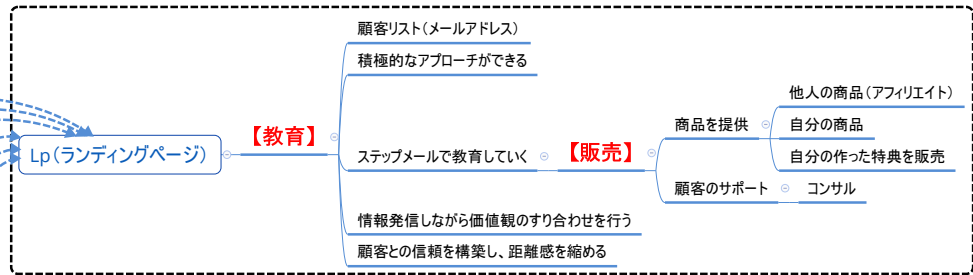 Lp(ランディングページ)
【教育】
顧客リスト(メールアドレス)
積極的なアプローチができる
ステップメールで教育していく
【販売】
商品を提供
他人の商品(アフィリエイト)
自分の商品
自分の作った特典を販売
顧客のサポート
コンサル
情報発信しながら価値観のすり合わせを行う
顧客との信頼を構築し、距離感を縮める